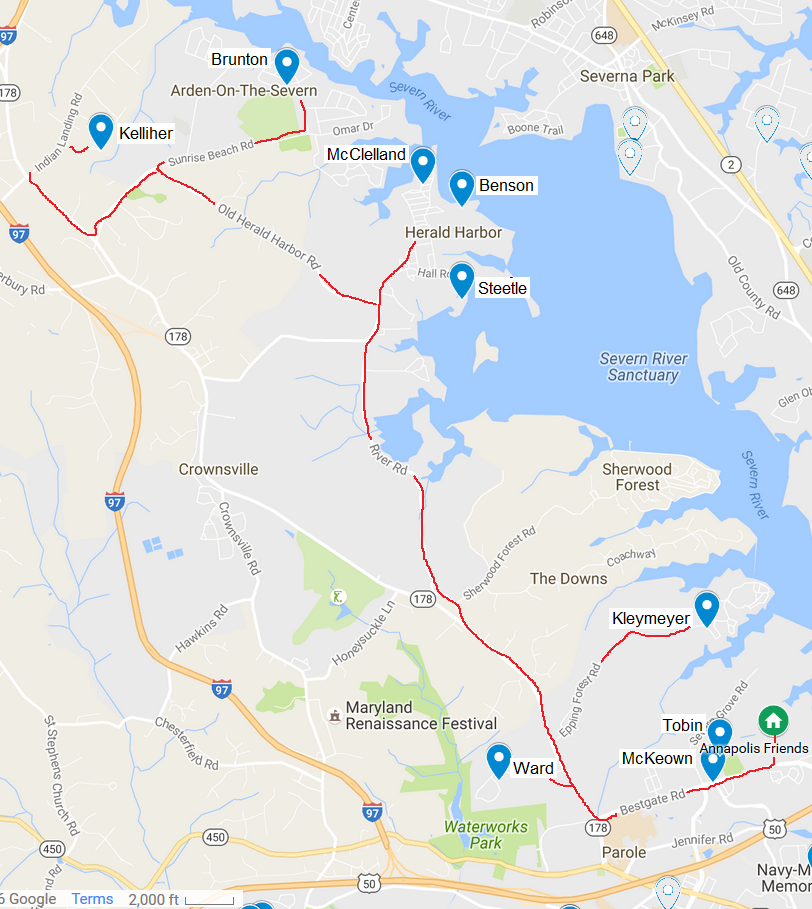 97
Robinson
Cente
648
McKinsey Rd
Brunton
Severna Park
178
Arden-On-The-Severn
Severn River
Indian Landing Rd
Kelliher
Omar Dr
Boone Trail
Sunrise Beach Rd
McClelland
2
Benson
Old Herald Harbor Rd
97
Herald Harbor
Hall Ro
Steetle
erbury Rd
Old County Rd
648
178
Severn River
Sanctuary
Glen Ob
River Rd
Crownsville
Sherwood
Forest
Severn River
97
Crownsville Rd
Sherwood Forest Rd
Coachway
The Downs
178
Honeysuckle Ln
Hawkins Rd
Kleymeyer
97
Epping Forest Rd
Maryland
Renaissance Festival
St Stephens Church Rd
Chesterfield Rd
Grove Rd
Tobin
Annapolis Friends
McKeown
Ward
Bestgate Rd
97
178
Waterworks
Park
50
450
450
Jennifer Rd
Parole
Navy-M
Memor
50
6 Google
Terms
2,000 ft